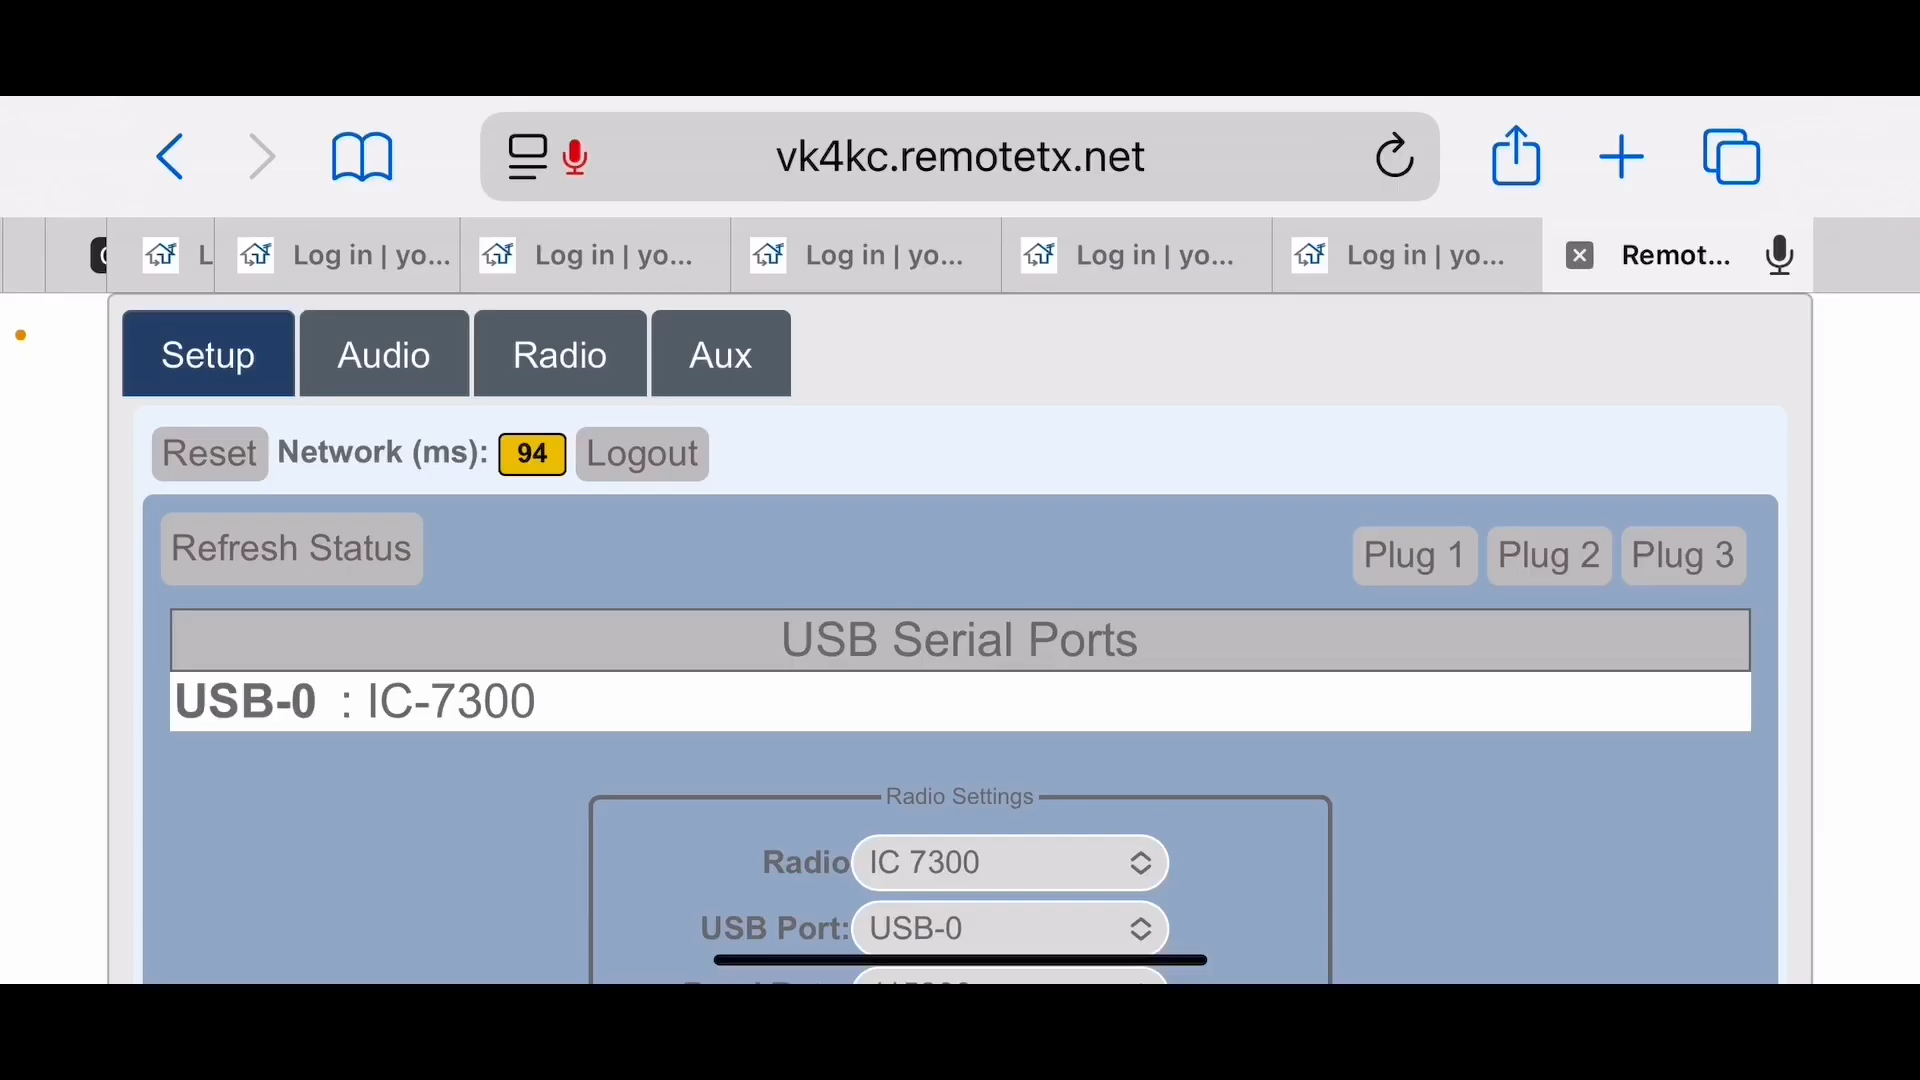 vk4kc.remotetx.net
L
Log in | yo...
Log in | yo...
Log in | yo...
Log in | yo...
Log in | yo...
Remot...
Setup
Audio
Radio
Aux
Reset
Network (ms):
94
Logout
Refresh Status
Plug 1
Plug 2
Plug 3
USB Serial Ports
USB-0 : IC-7300
Radio Settings
Radio IC 7300
USB Port: USB-0